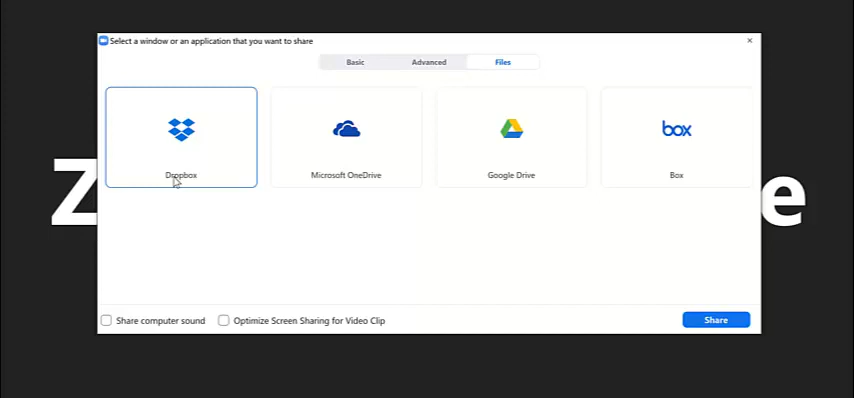 Select a window or an application that you want to share
Basic Advanced Files
box
Dropbox Microsoft OneDrive Google Drive Box
Z e
Share computer sound Optimize Screen Sharing for Video Clip Share